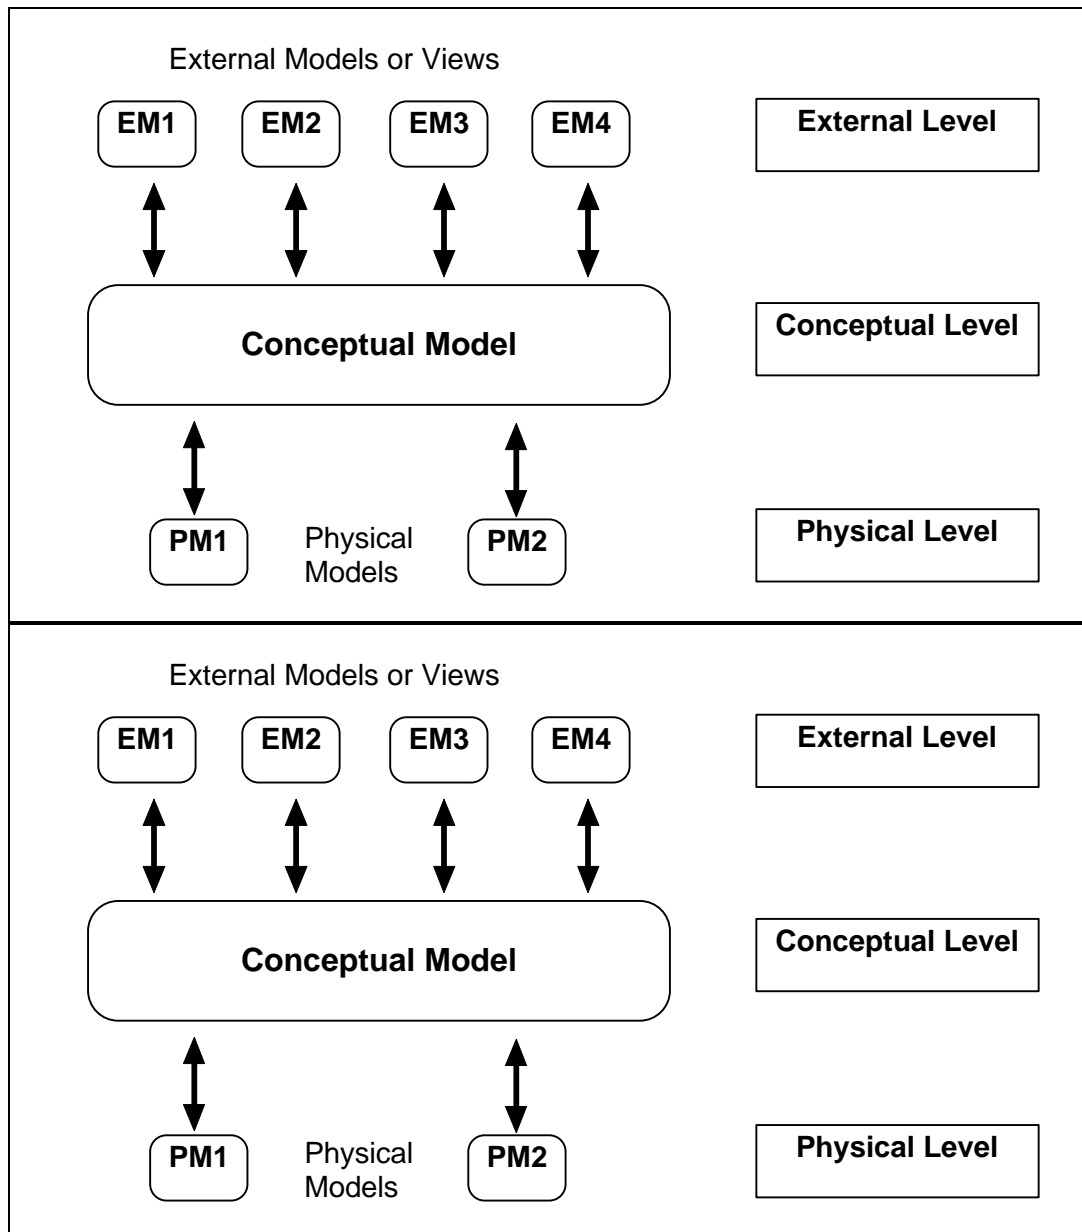 External Models or Views
EM1 EM2 EM3 EM4 External Level
Conceptual Model Conceptual Level
PM1 Physical Models PM2 Physical Level
External Models or Views
EM1 EM2 EM3 EM4 External Level
Conceptual Model Conceptual Level
PM1 Physical Models PM2 Physical Level